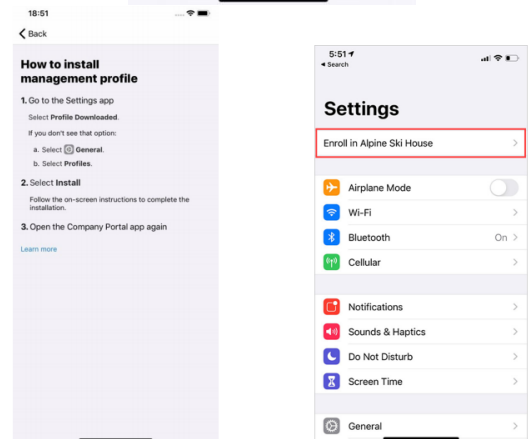 18:51
Back
How to install
management profile
1. Go to the Settings app
Select Profile Downloaded.
If you don't see that option:
a. Select General.
b. Select Profiles.
2. Select Install
Follow the on-screen instructions to complete the
installation.
3. Open the Company Portal app again
Learn more
5:51
Search
Settings
Enroll in Alpine Ski House
Airplane Mode
Wi-Fi
Bluetooth On
Cellular
Notifications
Sounds & Haptics
Do Not Disturb
Screen Time
General